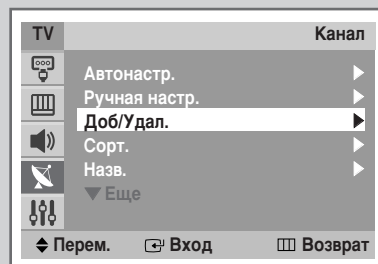 TV Канал
Автонастр.
Ручная настр.
Доб/Удал.
Сорт.
Назв.
▼ Еще
Перем. Вход Возврат